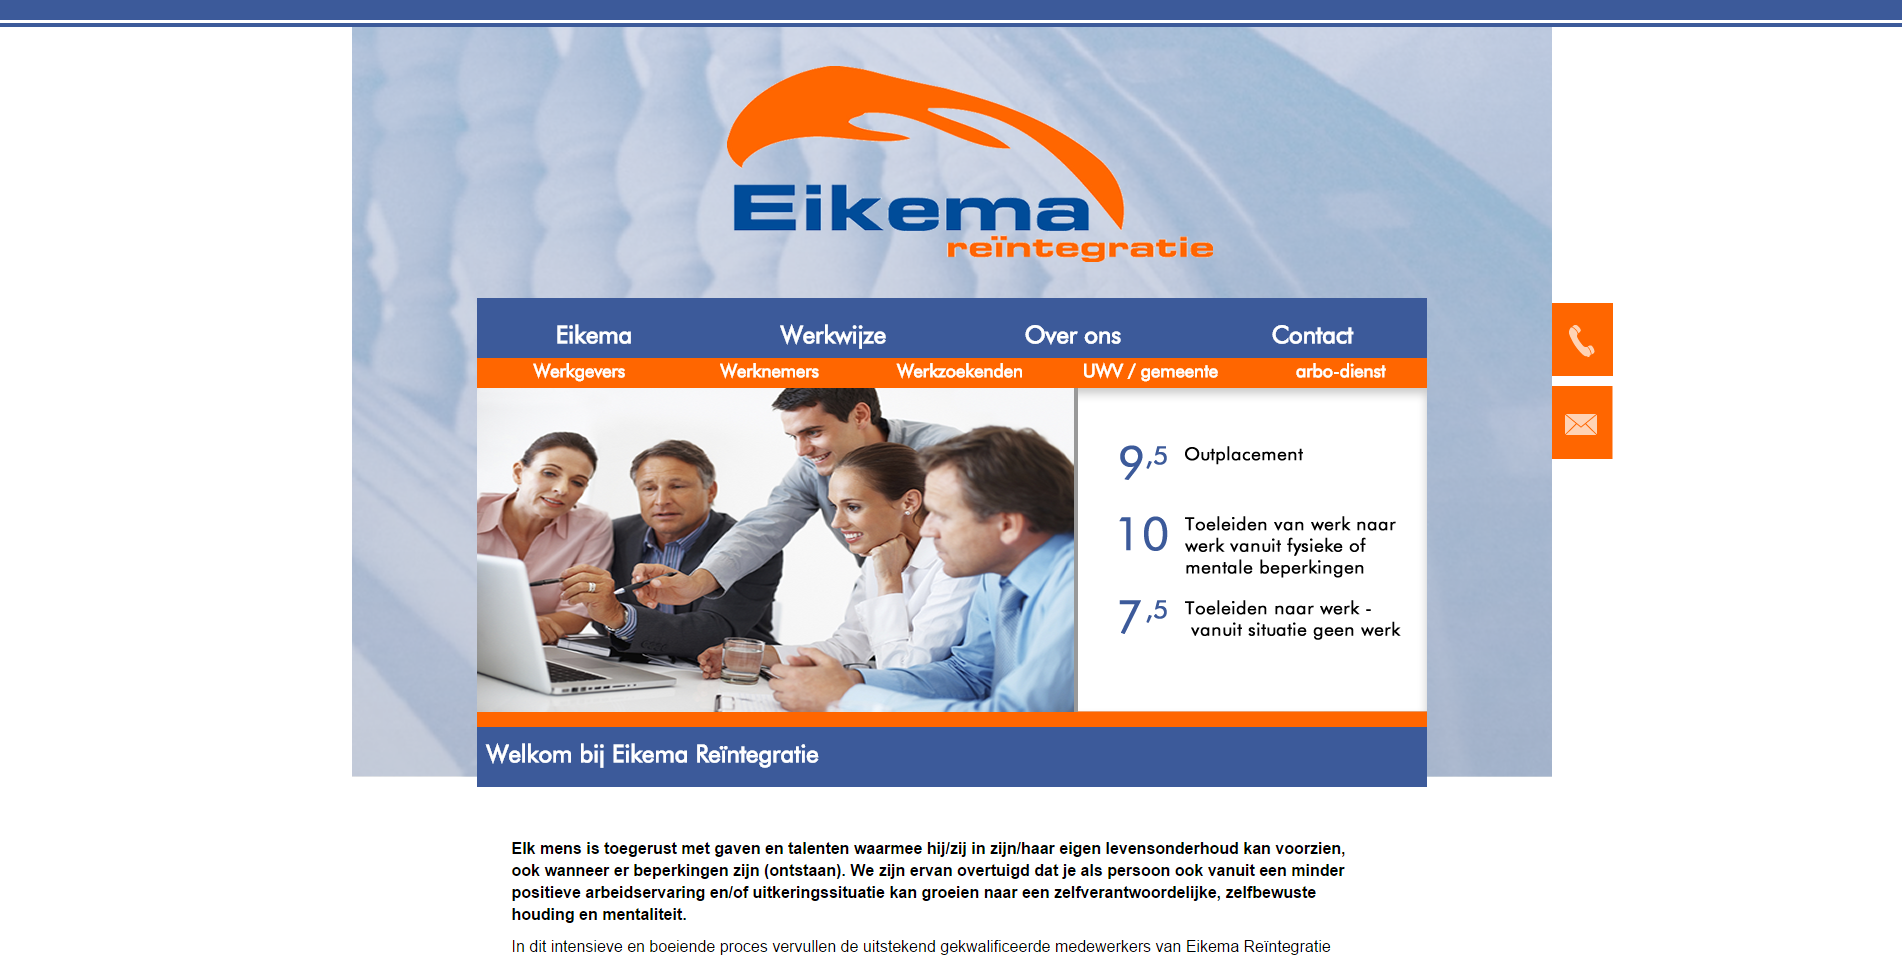 Eikema
reïntegratie
Eikema Werkwijze Over ons Contact
Werkgevers Werknemers Werkzoekenden UWV / gemeente arbo-dienst
9,5 Outplacement
10 Toeleiden van werk naar
werk vanuit fysieke of
mentale beperkingen
7,5 Toeleiden naar werk -
vanuit situatie geen werk
Welkom bij Eikema Reïntegratie
Elk mens is toegerust met gaven en talenten waarmee hij/zij in zijn/haar eigen levensonderhoud kan voorzien,
ook wanneer er beperkingen zijn (ontstaan). We zijn ervan overtuigd dat je als persoon ook vanuit een minder
positieve arbeidservaring en/of uitkeringssituatie kan groeien naar een zelfverantwoordelijke, zelfbewuste
houding en mentaliteit.
In dit intensieve en boeiende proces vervullen de uitstekend gekwalificeerde medewerkers van Eikema Reïntegratie